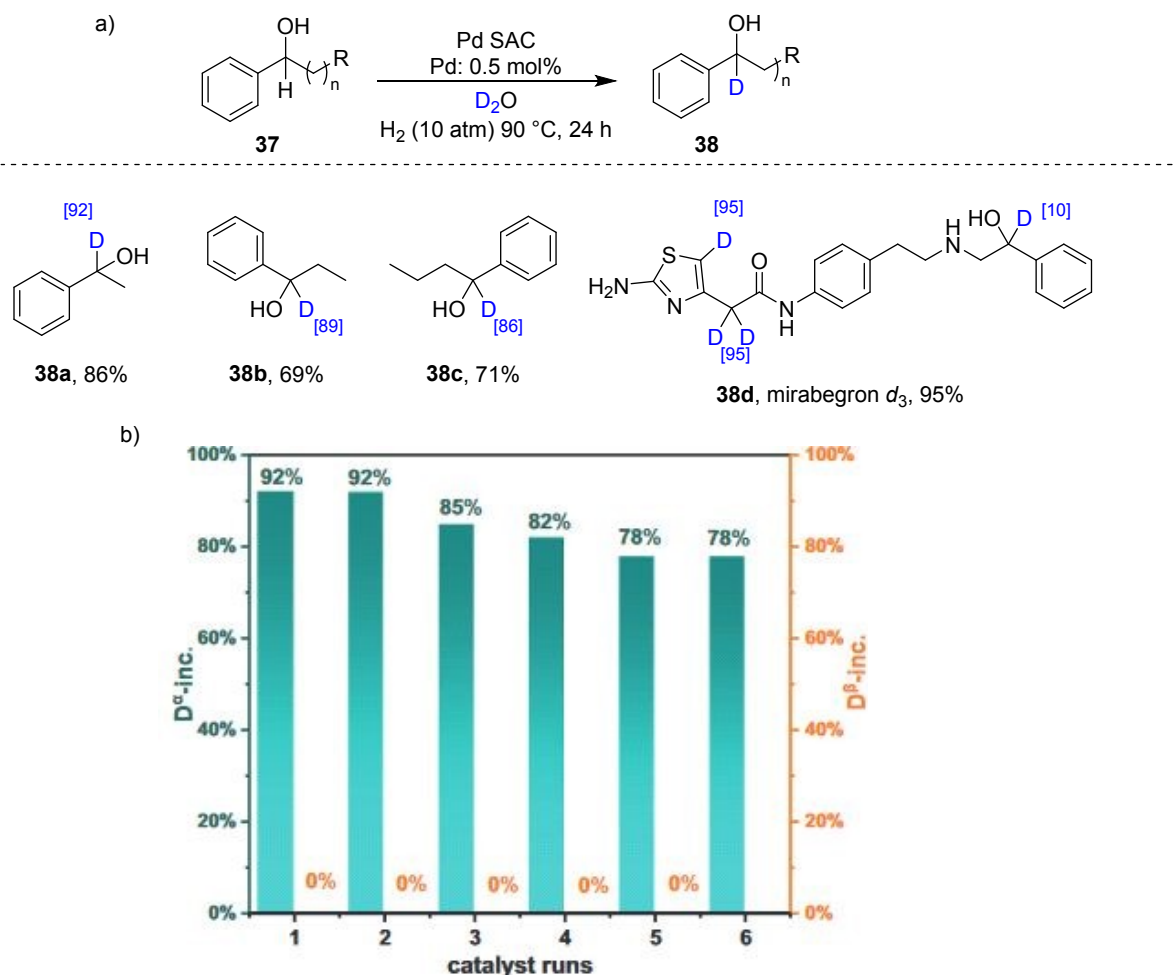 a)
OH
R
H
( )n
37
Pd SAC
Pd: 0.5 mol%
D2O
H2 (10 atm) 90 °C, 24 h
OH
R
D
( )n
38
[92]
D
OH
38a, 86%
HO
D
[89]
38b, 69%
HO
D
[86]
38c, 71%
[95]
D
S
H2N
N
D D
[95]
O
N
H
H
N
HO
D
[10]
38d, mirabegron d3, 95%
b)
100%
80%
60%
40%
20%
0%
Dα-inc.
92%
92%
85%
82%
78%
78%
0%
0%
0%
0%
0%
100%
80%
60%
40%
20%
0%
Dβ-inc.
1 2 3 4 5 6
catalyst runs